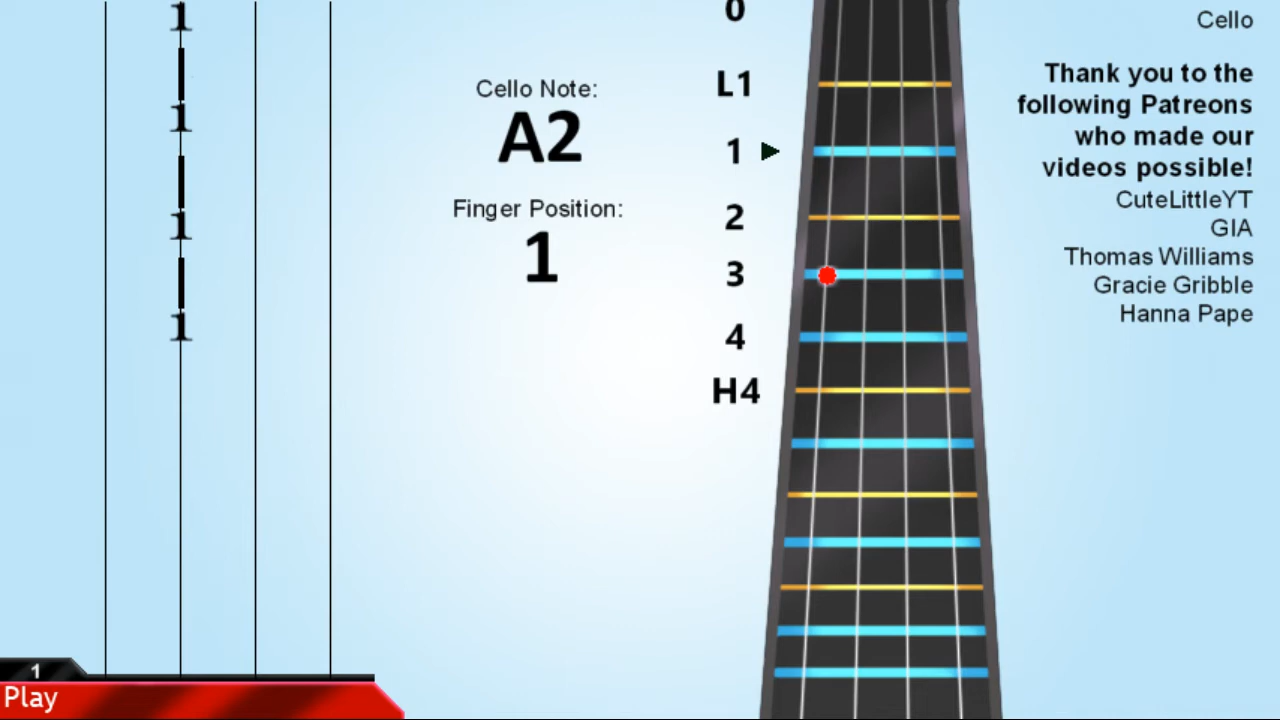 1
1
1
1
1
Play
Cello Note:
A2
Finger Position:
1
0
L1
1
2
3
4
H4
Cello
Thank you to the
following Patreons
who made our
videos possible!
CuteLittleYT
GIA
Thomas Williams
Gracie Gribble
Hanna Pape